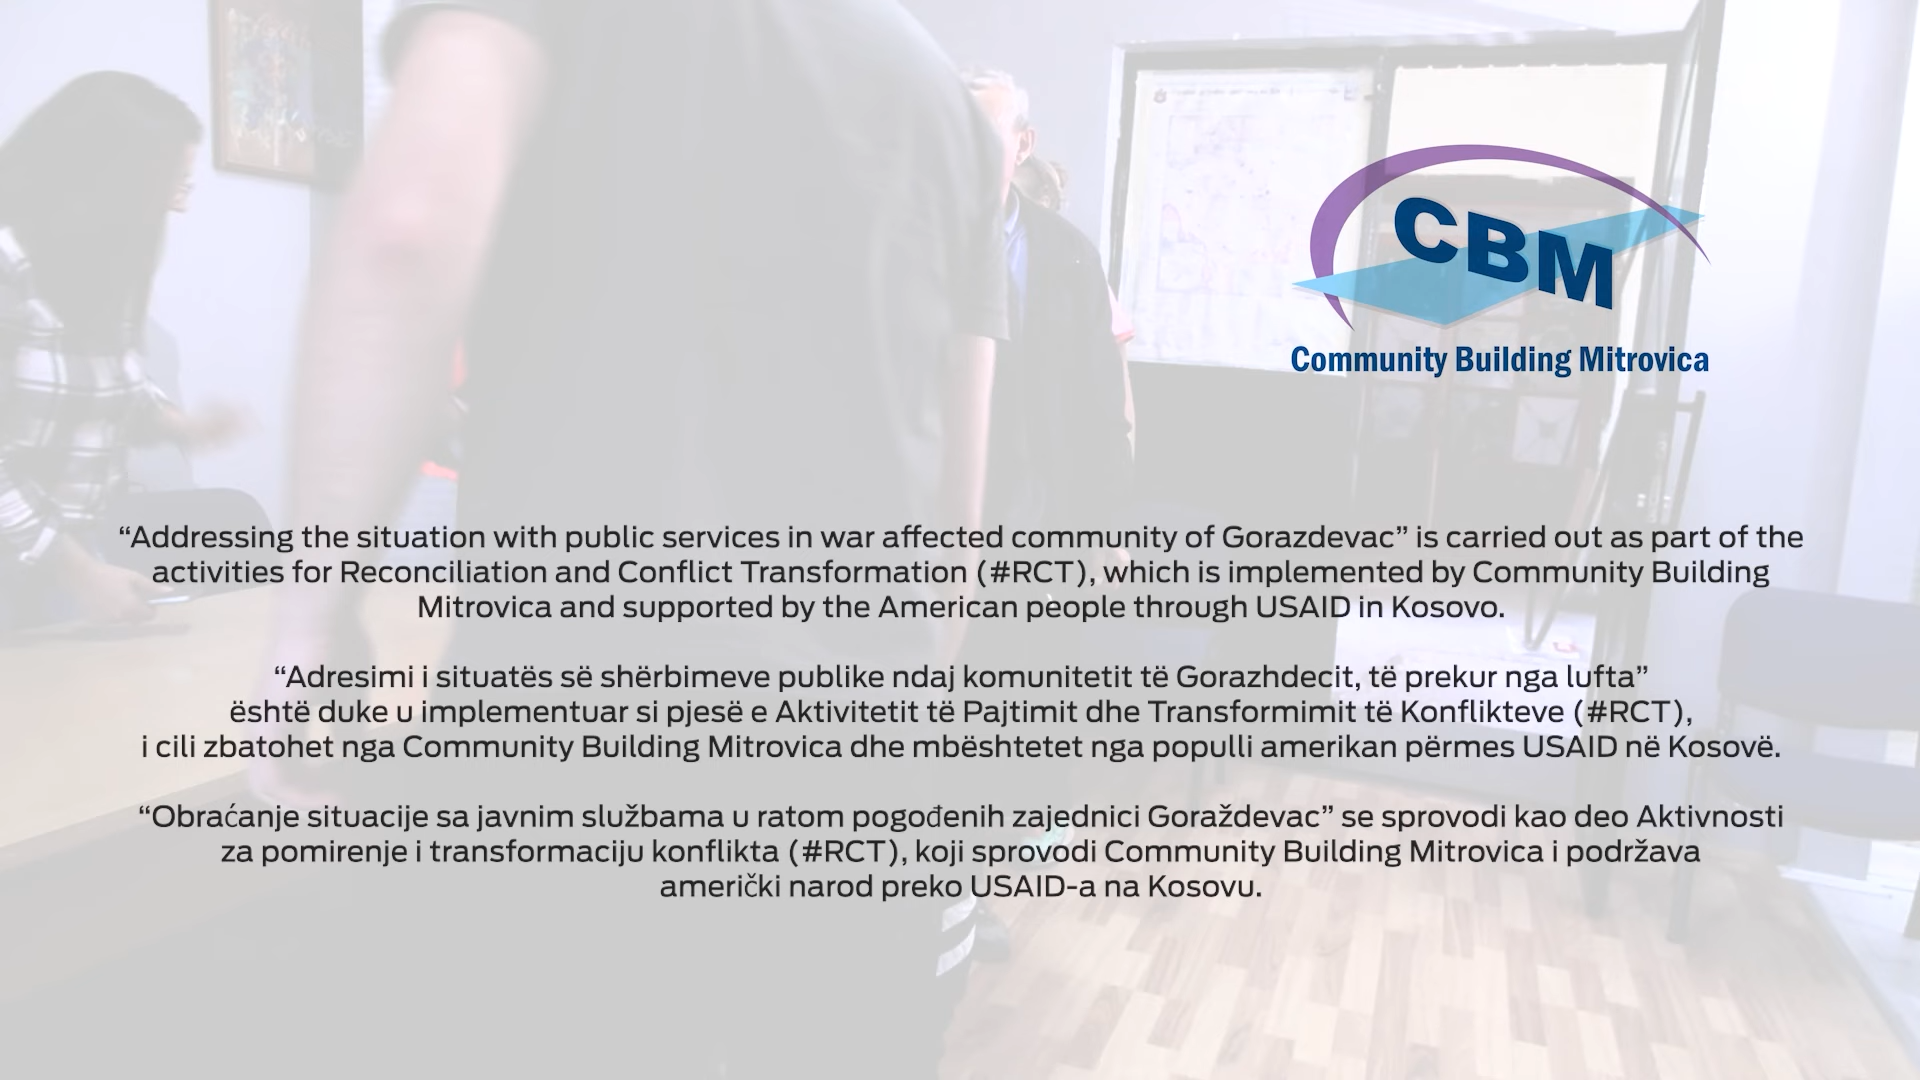 CBM
Community Building Mitrovica
“Addressing the situation with public services in war affected community of Gorazdevac” is carried out as part of the
activities for Reconciliation and Conflict Transformation (#RCT), which is implemented by Community Building
Mitrovica and supported by the American people through USAID in Kosovo.
“Adresimi i situatës së shërbimeve publike ndaj komunitetit të Gorazhdecit, të prekur nga lufta”
është duke u implementuar si pjesë e Aktivitetit të Pajtimit dhe Transformimit të Konflikteve (#RCT),
i cili zbatohet nga Community Building Mitrovica dhe mbështetet nga populli amerikan përmes USAID në Kosovë.
“Obraćanje situacije sa javnim službama u ratom pogođenih zajednici Goraždevac” se sprovodi kao deo Aktivnosti
za pomirenje i transformaciju konflikta (#RCT), koji sprovodi Community Building Mitrovica i podržava
američki narod preko USAID-a na Kosovu.